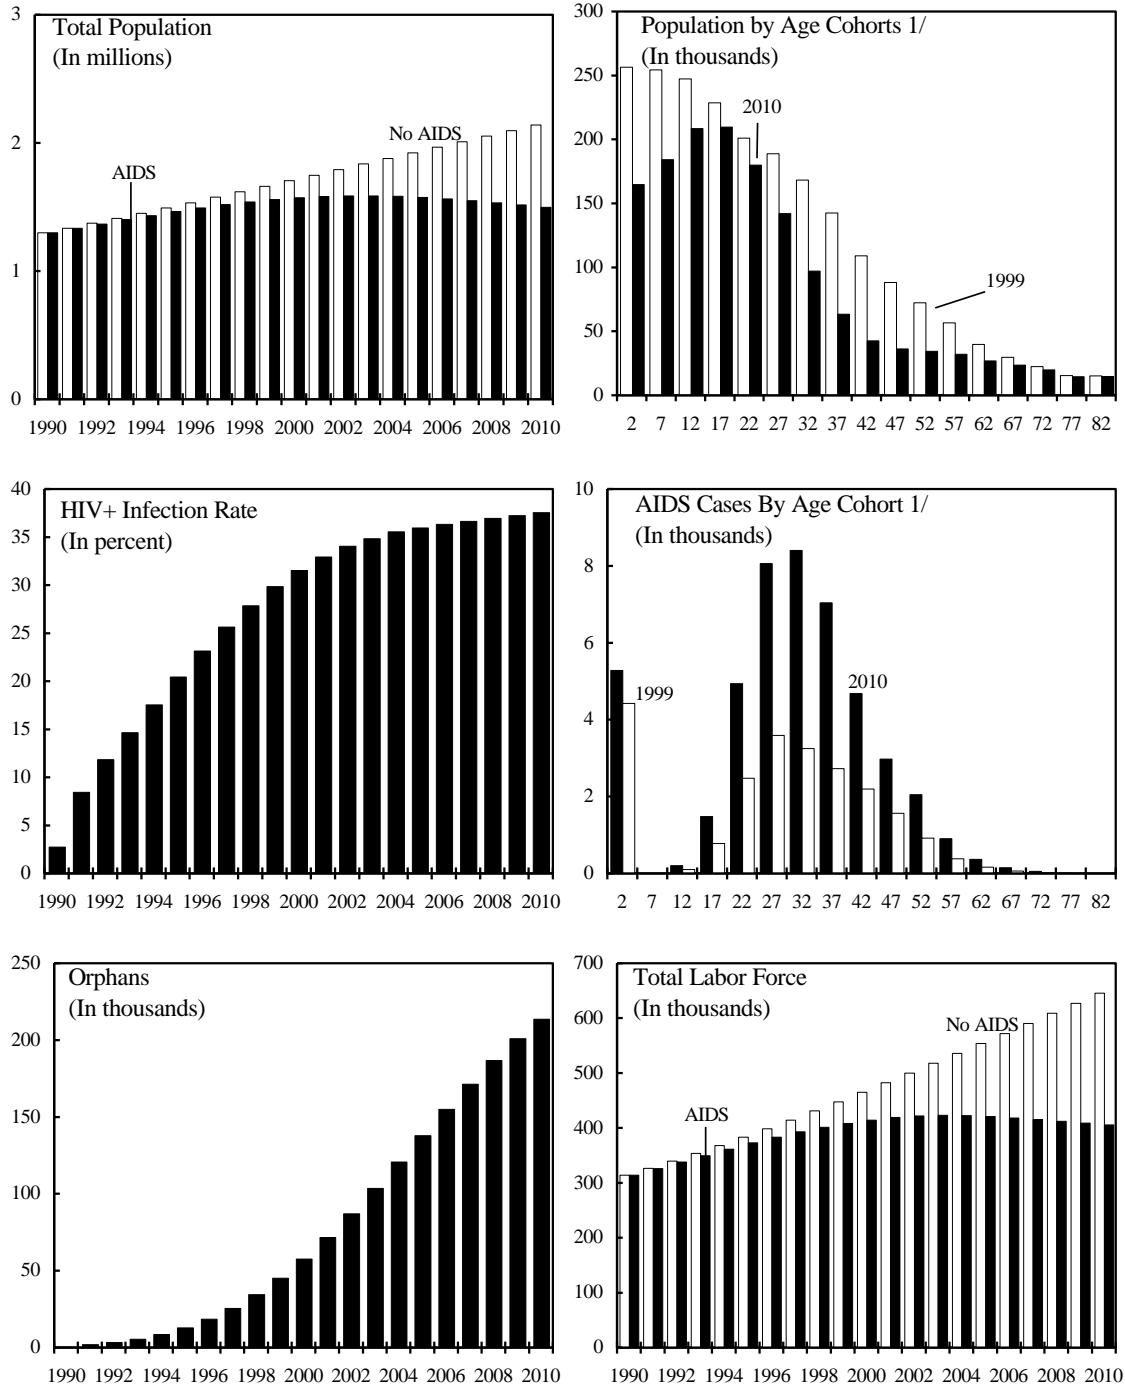 Total Population
(In millions)
3
2
1
0
No AIDS
AIDS
1990 1992 1994 1996 1998 2000 2002 2004 2006 2008 2010
Population by Age Cohorts 1/
(In thousands)
300
250
200
150
100
50
0
2010
1999
2 7 12 17 22 27 32 37 42 47 52 57 62 67 72 77 82
HIV+ Infection Rate
(In percent)
40
35
30
25
20
15
10
5
0
1990 1992 1994 1996 1998 2000 2002 2004 2006 2008 2010
AIDS Cases By Age Cohort 1/
(In thousands)
10
8
6
4
2
0
1999
2010
2 7 12 17 22 27 32 37 42 47 52 57 62 67 72 77 82
Orphans
(In thousands)
250
200
150
100
50
0
1990 1992 1994 1996 1998 2000 2002 2004 2006 2008 2010
Total Labor Force
(In thousands)
700
600
500
400
300
200
100
0
No AIDS
AIDS
1990 1992 1994 1996 1998 2000 2002 2004 2006 2008 2010